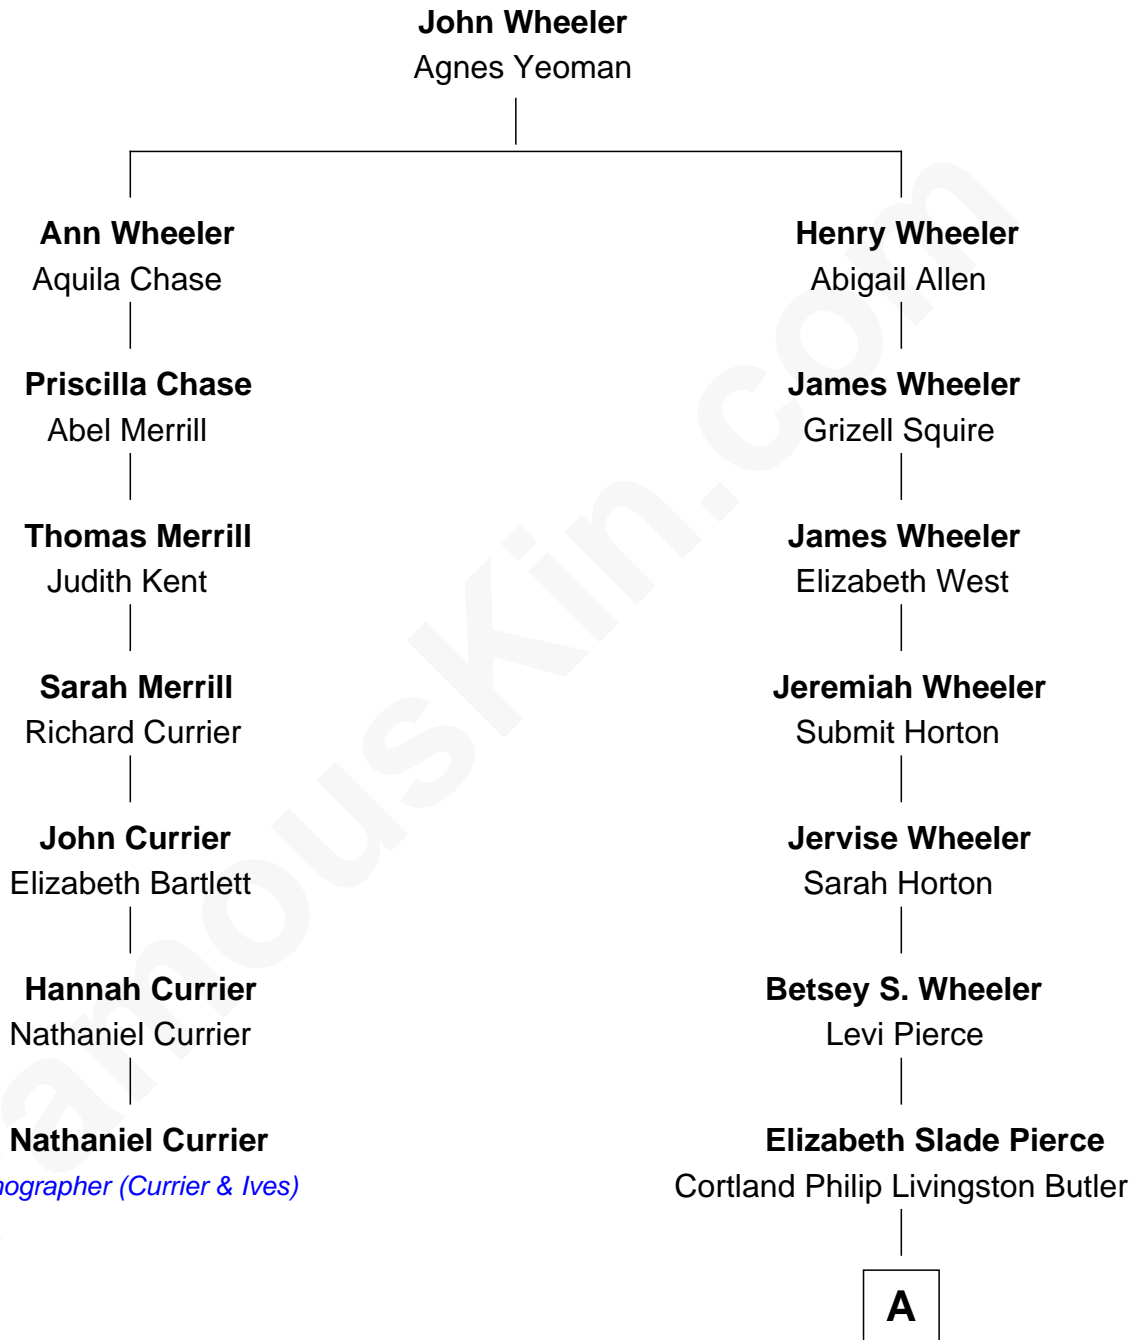 John Wheeler
Agnes Yeoman
Ann Wheeler
Aquila Chase
Priscilla Chase
Abel Merrill
Thomas Merrill
Judith Kent
Sarah Merrill
Richard Currier
John Currier
Elizabeth Bartlett
Hannah Currier
Nathaniel Currier
Nathaniel Currier
nographer (Currier & Ives)
Henry Wheeler
Abigail Allen
James Wheeler
Grizell Squire
James Wheeler
Elizabeth West
Jeremiah Wheeler
Submit Horton
Jervise Wheeler
Sarah Horton
Betsey S. Wheeler
Levi Pierce
Elizabeth Slade Pierce
Cortland Philip Livingston Butler
A
amousKin.com